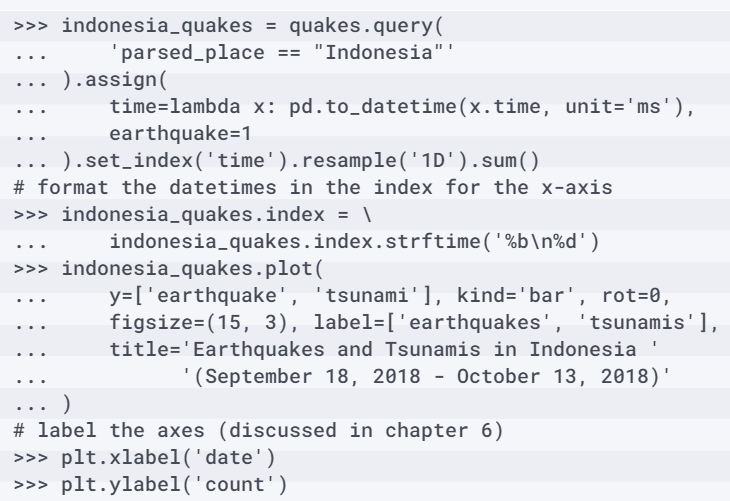 >>> indonesia_quakes = quakes.query(
...     'parsed_place == "Indonesia"'
... ).assign(
...     time=lambda x: pd.to_datetime(x.time, unit='ms'),
...     earthquake=1
... ).set_index('time').resample('1D').sum()
# format the datetimes in the index for the x-axis
>>> indonesia_quakes.index = \
...     indonesia_quakes.index.strftime('%b\n%d')
>>> indonesia_quakes.plot(
...     y=['earthquake', 'tsunami'], kind='bar', rot=0,
...     figsize=(15, 3), label=['earthquakes', 'tsunamis'],
...     title='Earthquakes and Tsunamis in Indonesia '
...           '(September 18, 2018 - October 13, 2018)'
... )
# label the axes (discussed in chapter 6)
>>> plt.xlabel('date')
>>> plt.ylabel('count')